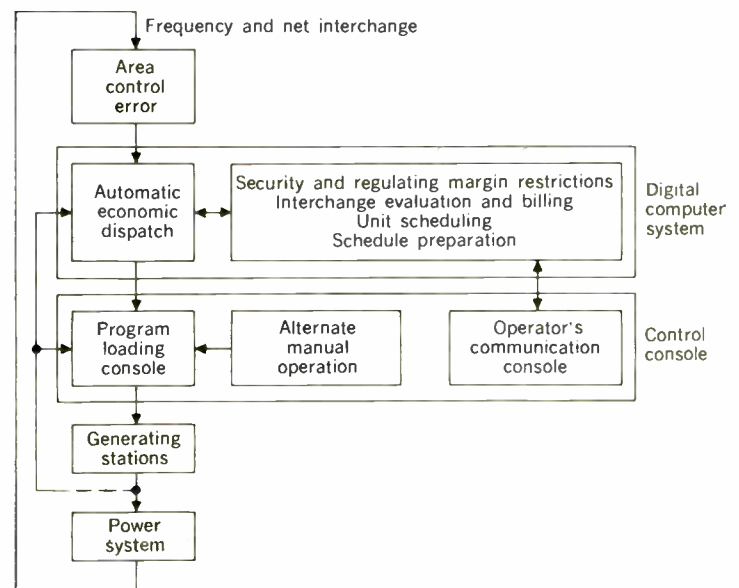 Frequency and net interchange
Area
control
error
Automatic
economic
dispatch
Security and regulating margin restrictions
Interchange evaluation and billing
Unit scheduling
Schedule preparation
Digital
computer
system
Program
loading
console
Alternate
manual
operation
Operator's
communication
console
Control
console
Generating
stations
Power
system